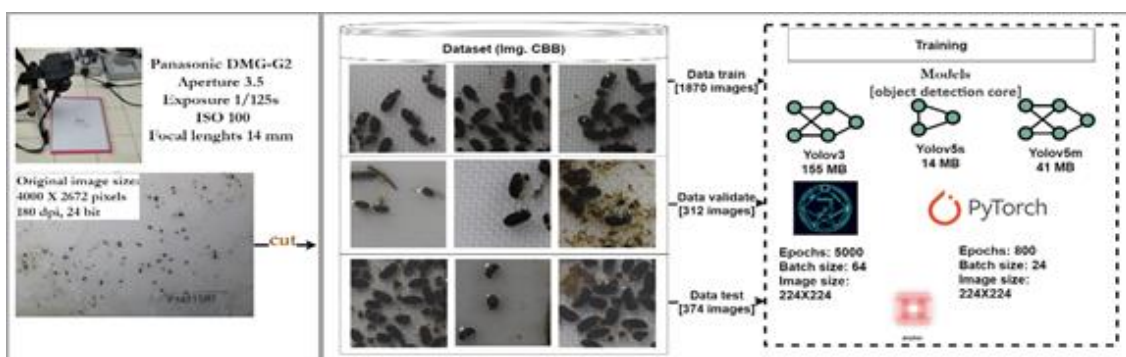 Panasonic DMG-G2
Aperture 3.5
Exposure 1/125s
ISO 100
Focal lenghts 14 mm
Original image size:
4000 X 2672 pixels
180 dpi, 24 bit
cut
Dataset (Img. CBB)
Data train
[1870 images]
Data validate
[312 images]
Data test
[374 images]
Training
Models
[object detection core]
Yolov3
155 MB
Yolov5s
14 MB
Yolov5m
41 MB
PyTorch
Epochs: 5000
Batch size: 64
Image size:
224X224
Epochs: 800
Batch size: 24
Image size:
224X224